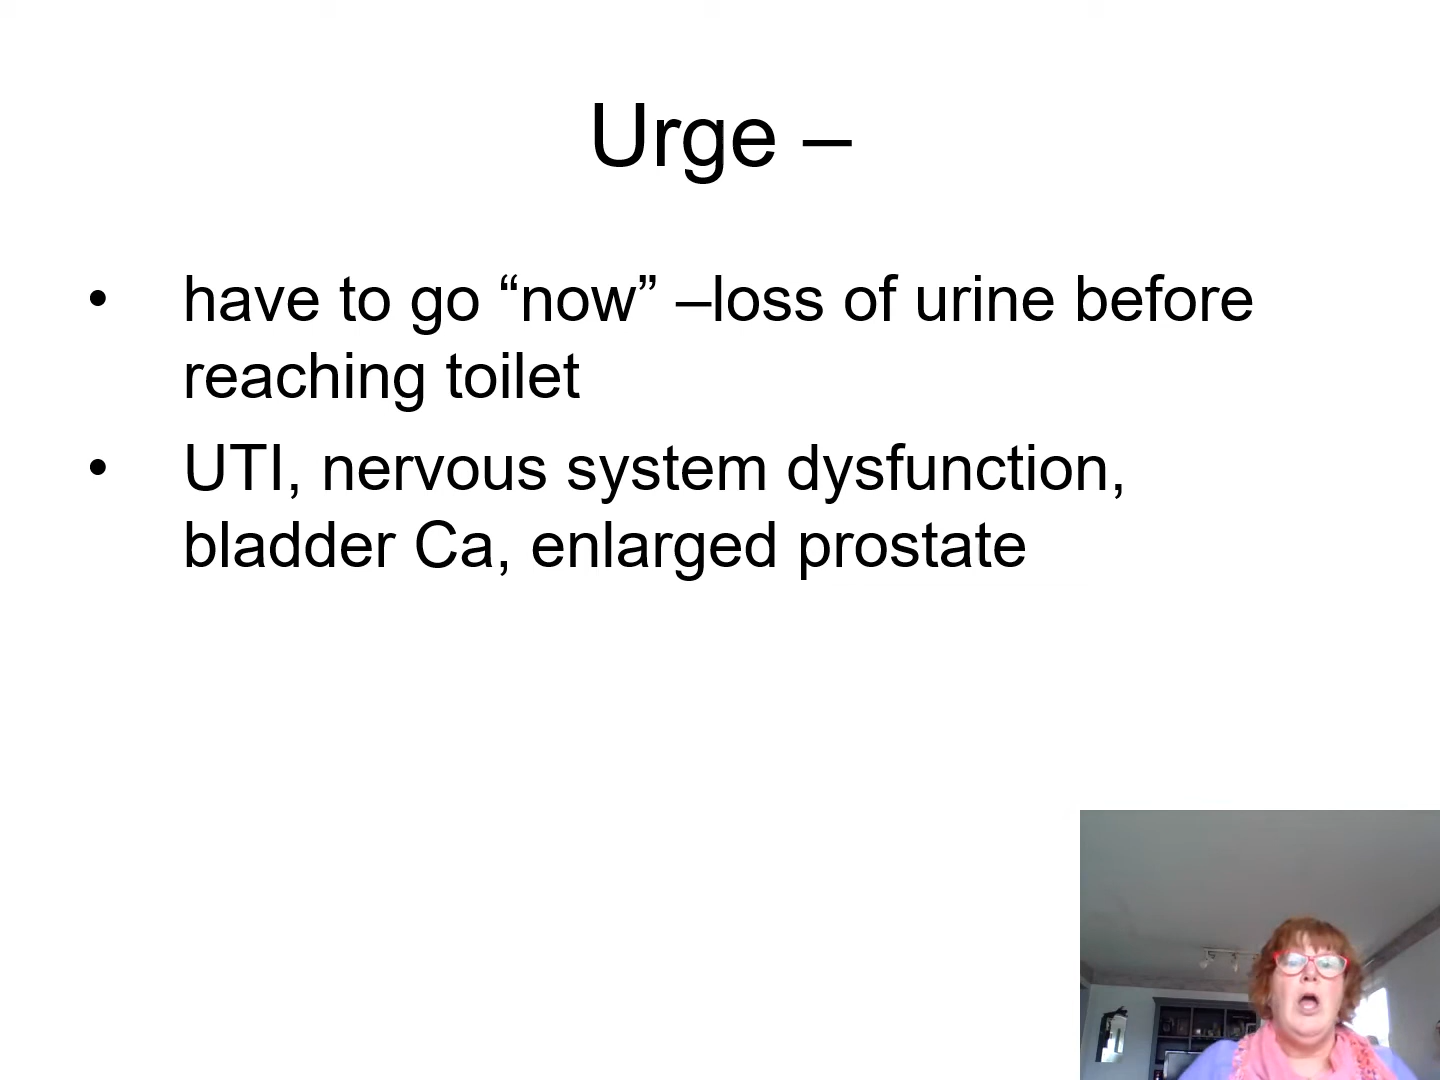 Urge –
• have to go “now” –loss of urine before
reaching toilet
• UTI, nervous system dysfunction,
bladder Ca, enlarged prostate